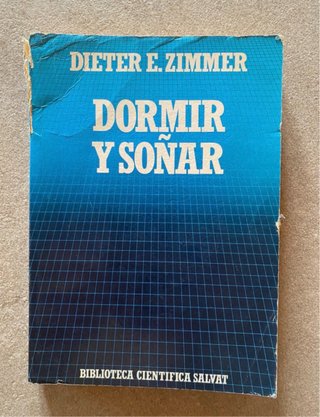 DIETER E. ZIMMER
DORMIR
Y SOÑAR
BIBLIOTECA CIENTIFICA SALVAT